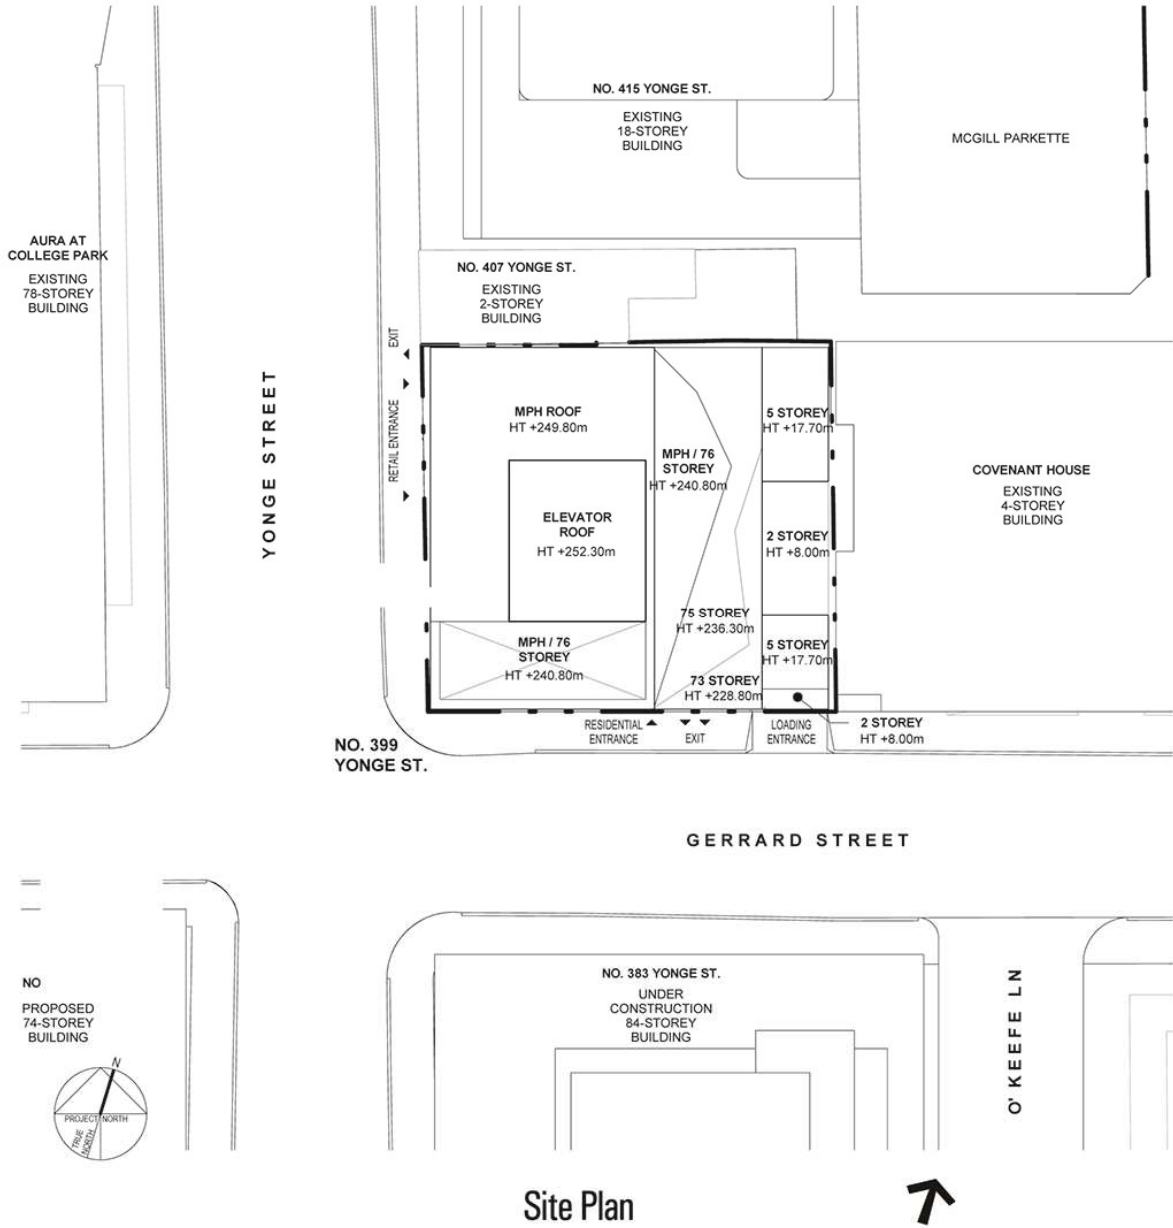 NO. 415 YONGE ST.
EXISTING
18-STOREY
BUILDING
MCGILL PARKETTE
AURA AT
COLLEGE PARK
EXISTING
78-STOREY
BUILDING
NO. 407 YONGE ST.
EXISTING
2-STOREY
BUILDING
EXIT
RETAIL ENTRANCE
YONGE STREET
MPH ROOF
HT +249.80m
5 STOREY
HT +17.70m
MPH / 76
STOREY
HT +240.80m
COVENANT HOUSE
EXISTING
4-STOREY
BUILDING
ELEVATOR
ROOF
HT +252.30m
2 STOREY
HT +8.00m
75 STOREY
HT +236.30m
MPH / 76
STOREY
HT +240.80m
5 STOREY
HT +17.70m
73 STOREY
HT +228.80m
RESIDENTIAL
ENTRANCE
EXIT
LOADING
ENTRANCE
2 STOREY
HT +8.00m
NO. 399
YONGE ST.
GERRARD STREET
NO
PROPOSED
74-STOREY
BUILDING
NO. 383 YONGE ST.
UNDER
CONSTRUCTION
84-STOREY
BUILDING
O' KEEFE LN
N
PROJECT NORTH
TRUE
NORTH
Site Plan